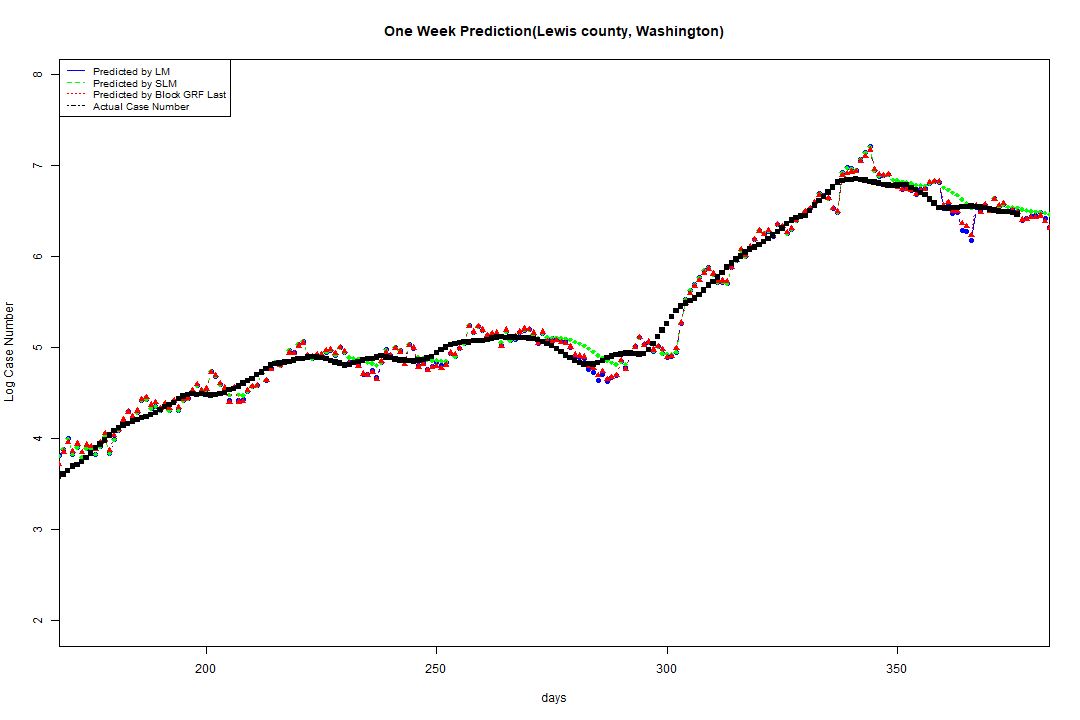 One Week Prediction(Lewis county, Washington)
Predicted by LM
Predicted by SLM
Predicted by Block GRF Last
Actual Case Number
8
7
6
5
4
3
2
Log Case Number
200 250 300 350
days